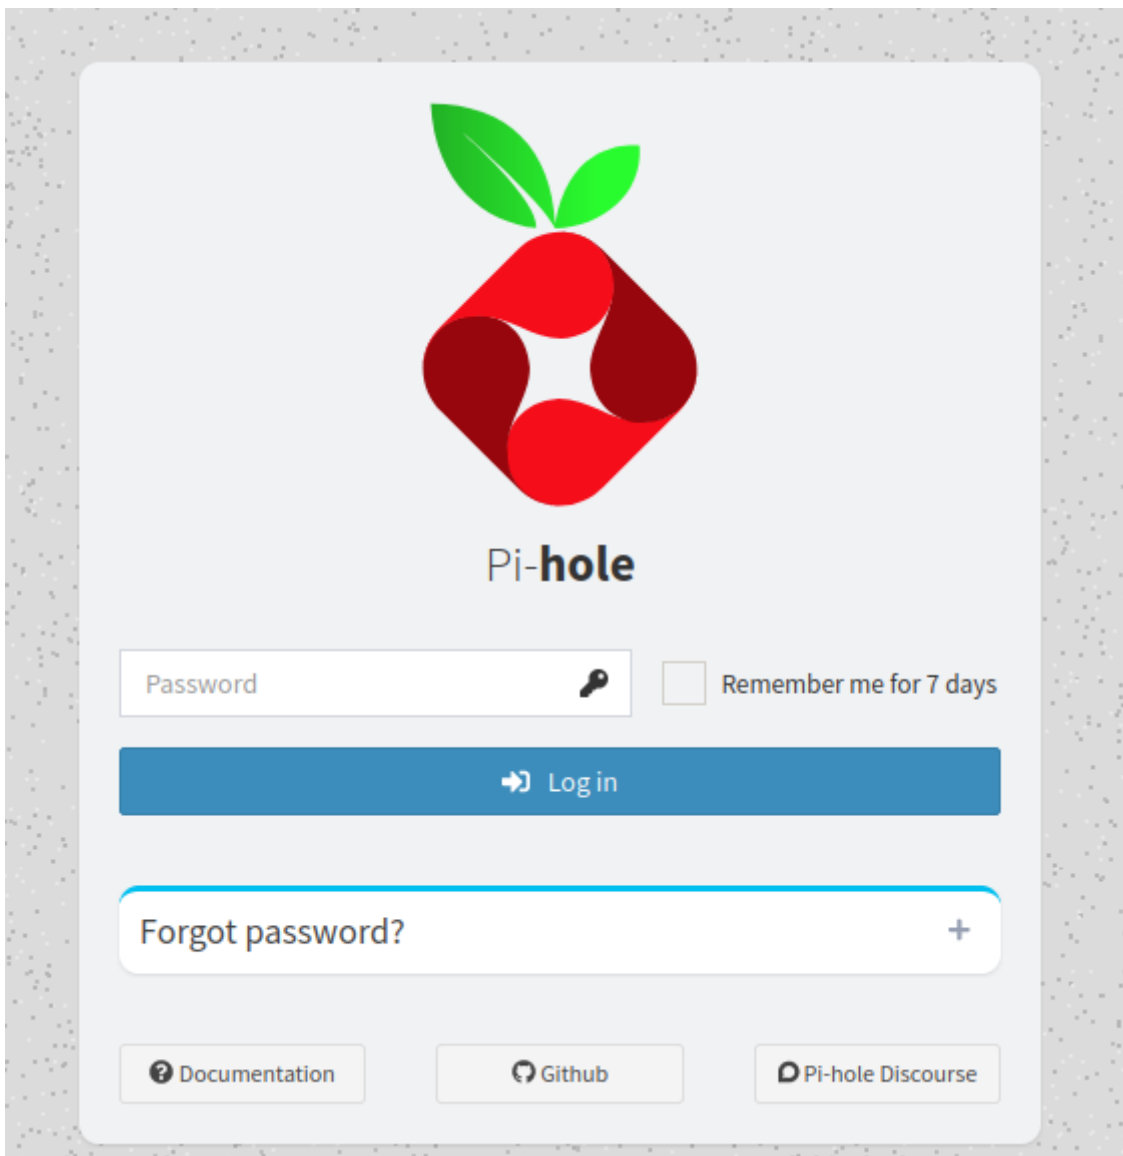 Pi-hole
Password
Remember me for 7 days
Log in
Forgot password?
Documentation
Github
Pi-hole Discourse